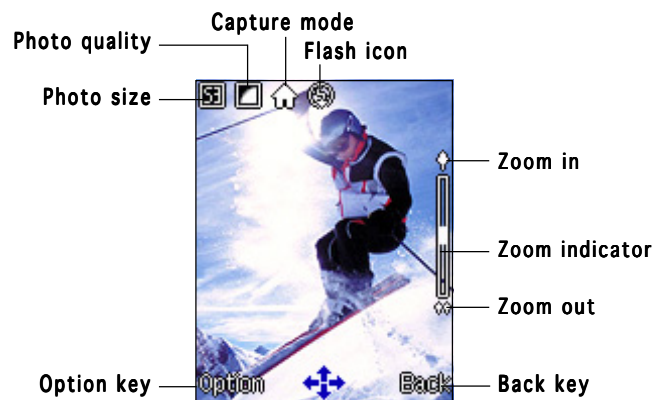 Capture mode
Photo quality
Flash icon
Photo size
Zoom in
Zoom indicator
Zoom out
Option key
Option
Back
Back key